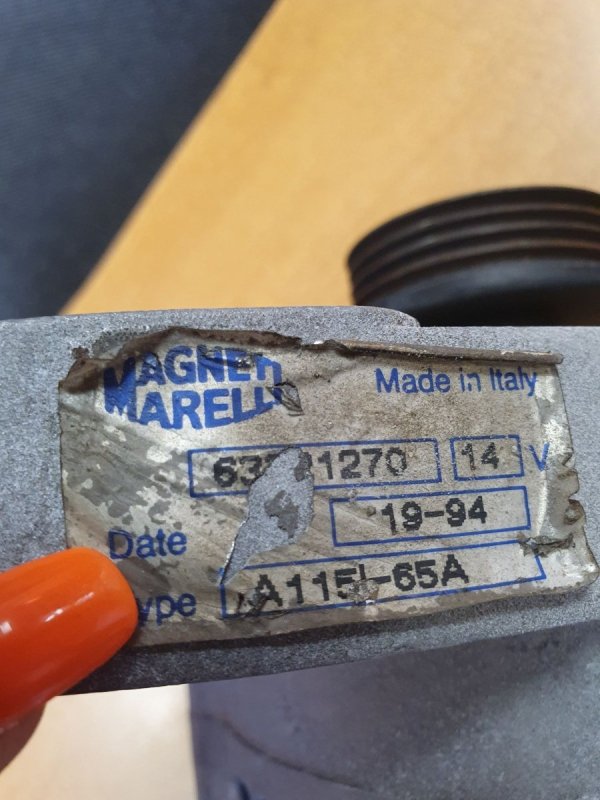 MAGNETI
MARELLI
Made in Italy
14 V
Date 19-94
A115I-65A